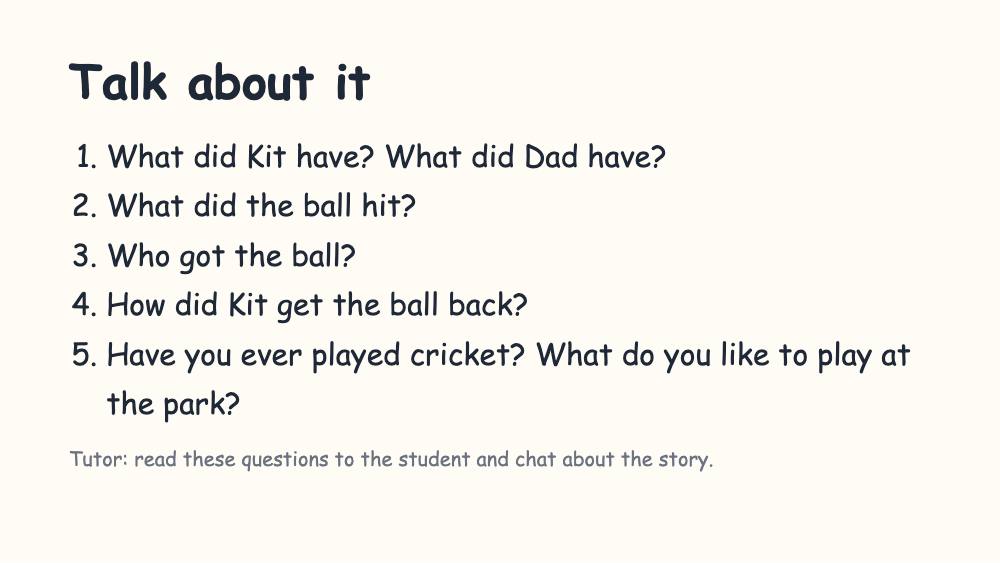 Talk about it
1. What did Kit have? What did Dad have?
2. What did the ball hit?
3. Who got the ball?
4. How did Kit get the ball back?
5. Have you ever played cricket? What do you like to play at
the park?
Tutor: read these questions to the student and chat about the story.